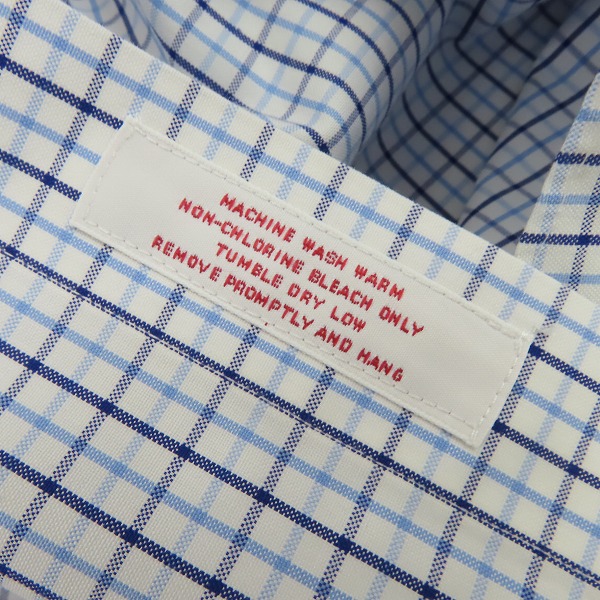 MACHINE WASH WARM
NON-CHLORINE BLEACH ONLY
TUMBLE DRY LOW
REMOVE PROMPTLY AND HANG